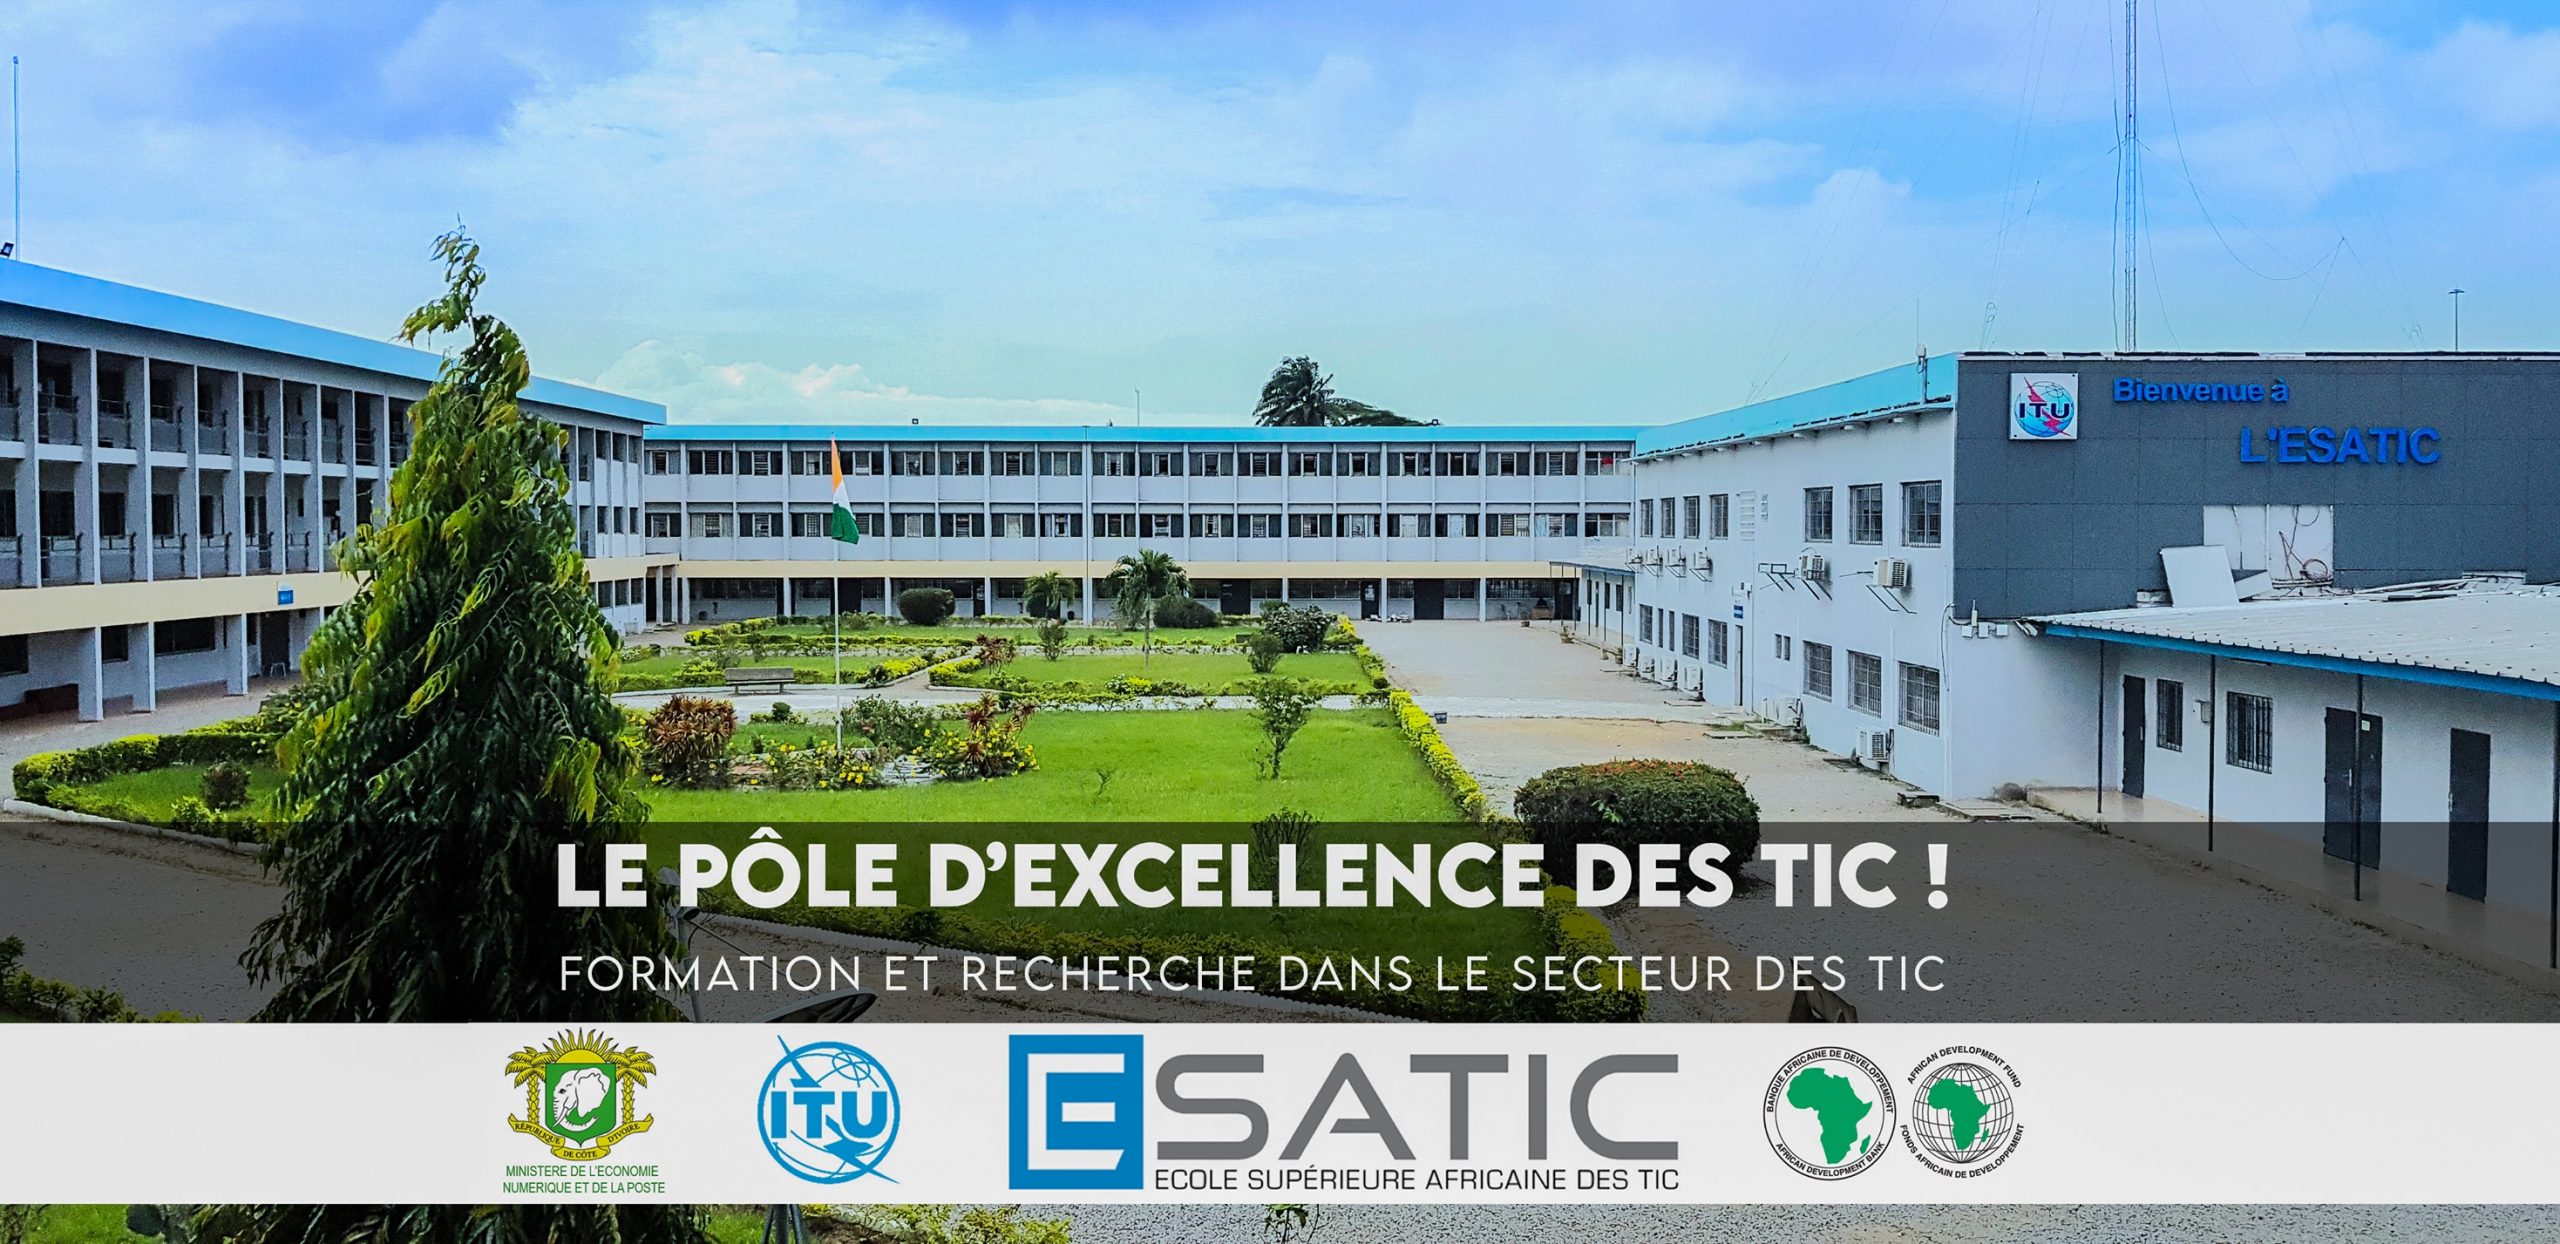 ITU
Bienvenue à
L'ESATIC
LE PÔLE D'EXCELLENCE DES TIC !
FORMATION ET RECHERCHE DANS LE SECTEUR DES TIC
RÉPUBLIQUE DE CÔTE D'IVOIRE
MINISTERE DE L'ECONOMIE
NUMERIQUE ET DE LA POSTE
ITU
ESATIC
ECOLE SUPÉRIEURE AFRICAINE DES TIC
BANQUE AFRICAINE DE DEVELOPPEMENT
AFRICAN DEVELOPMENT BANK
AFRICAN DEVELOPMENT FUND
FONDS AFRICAIN DE DEVELOPPEMENT